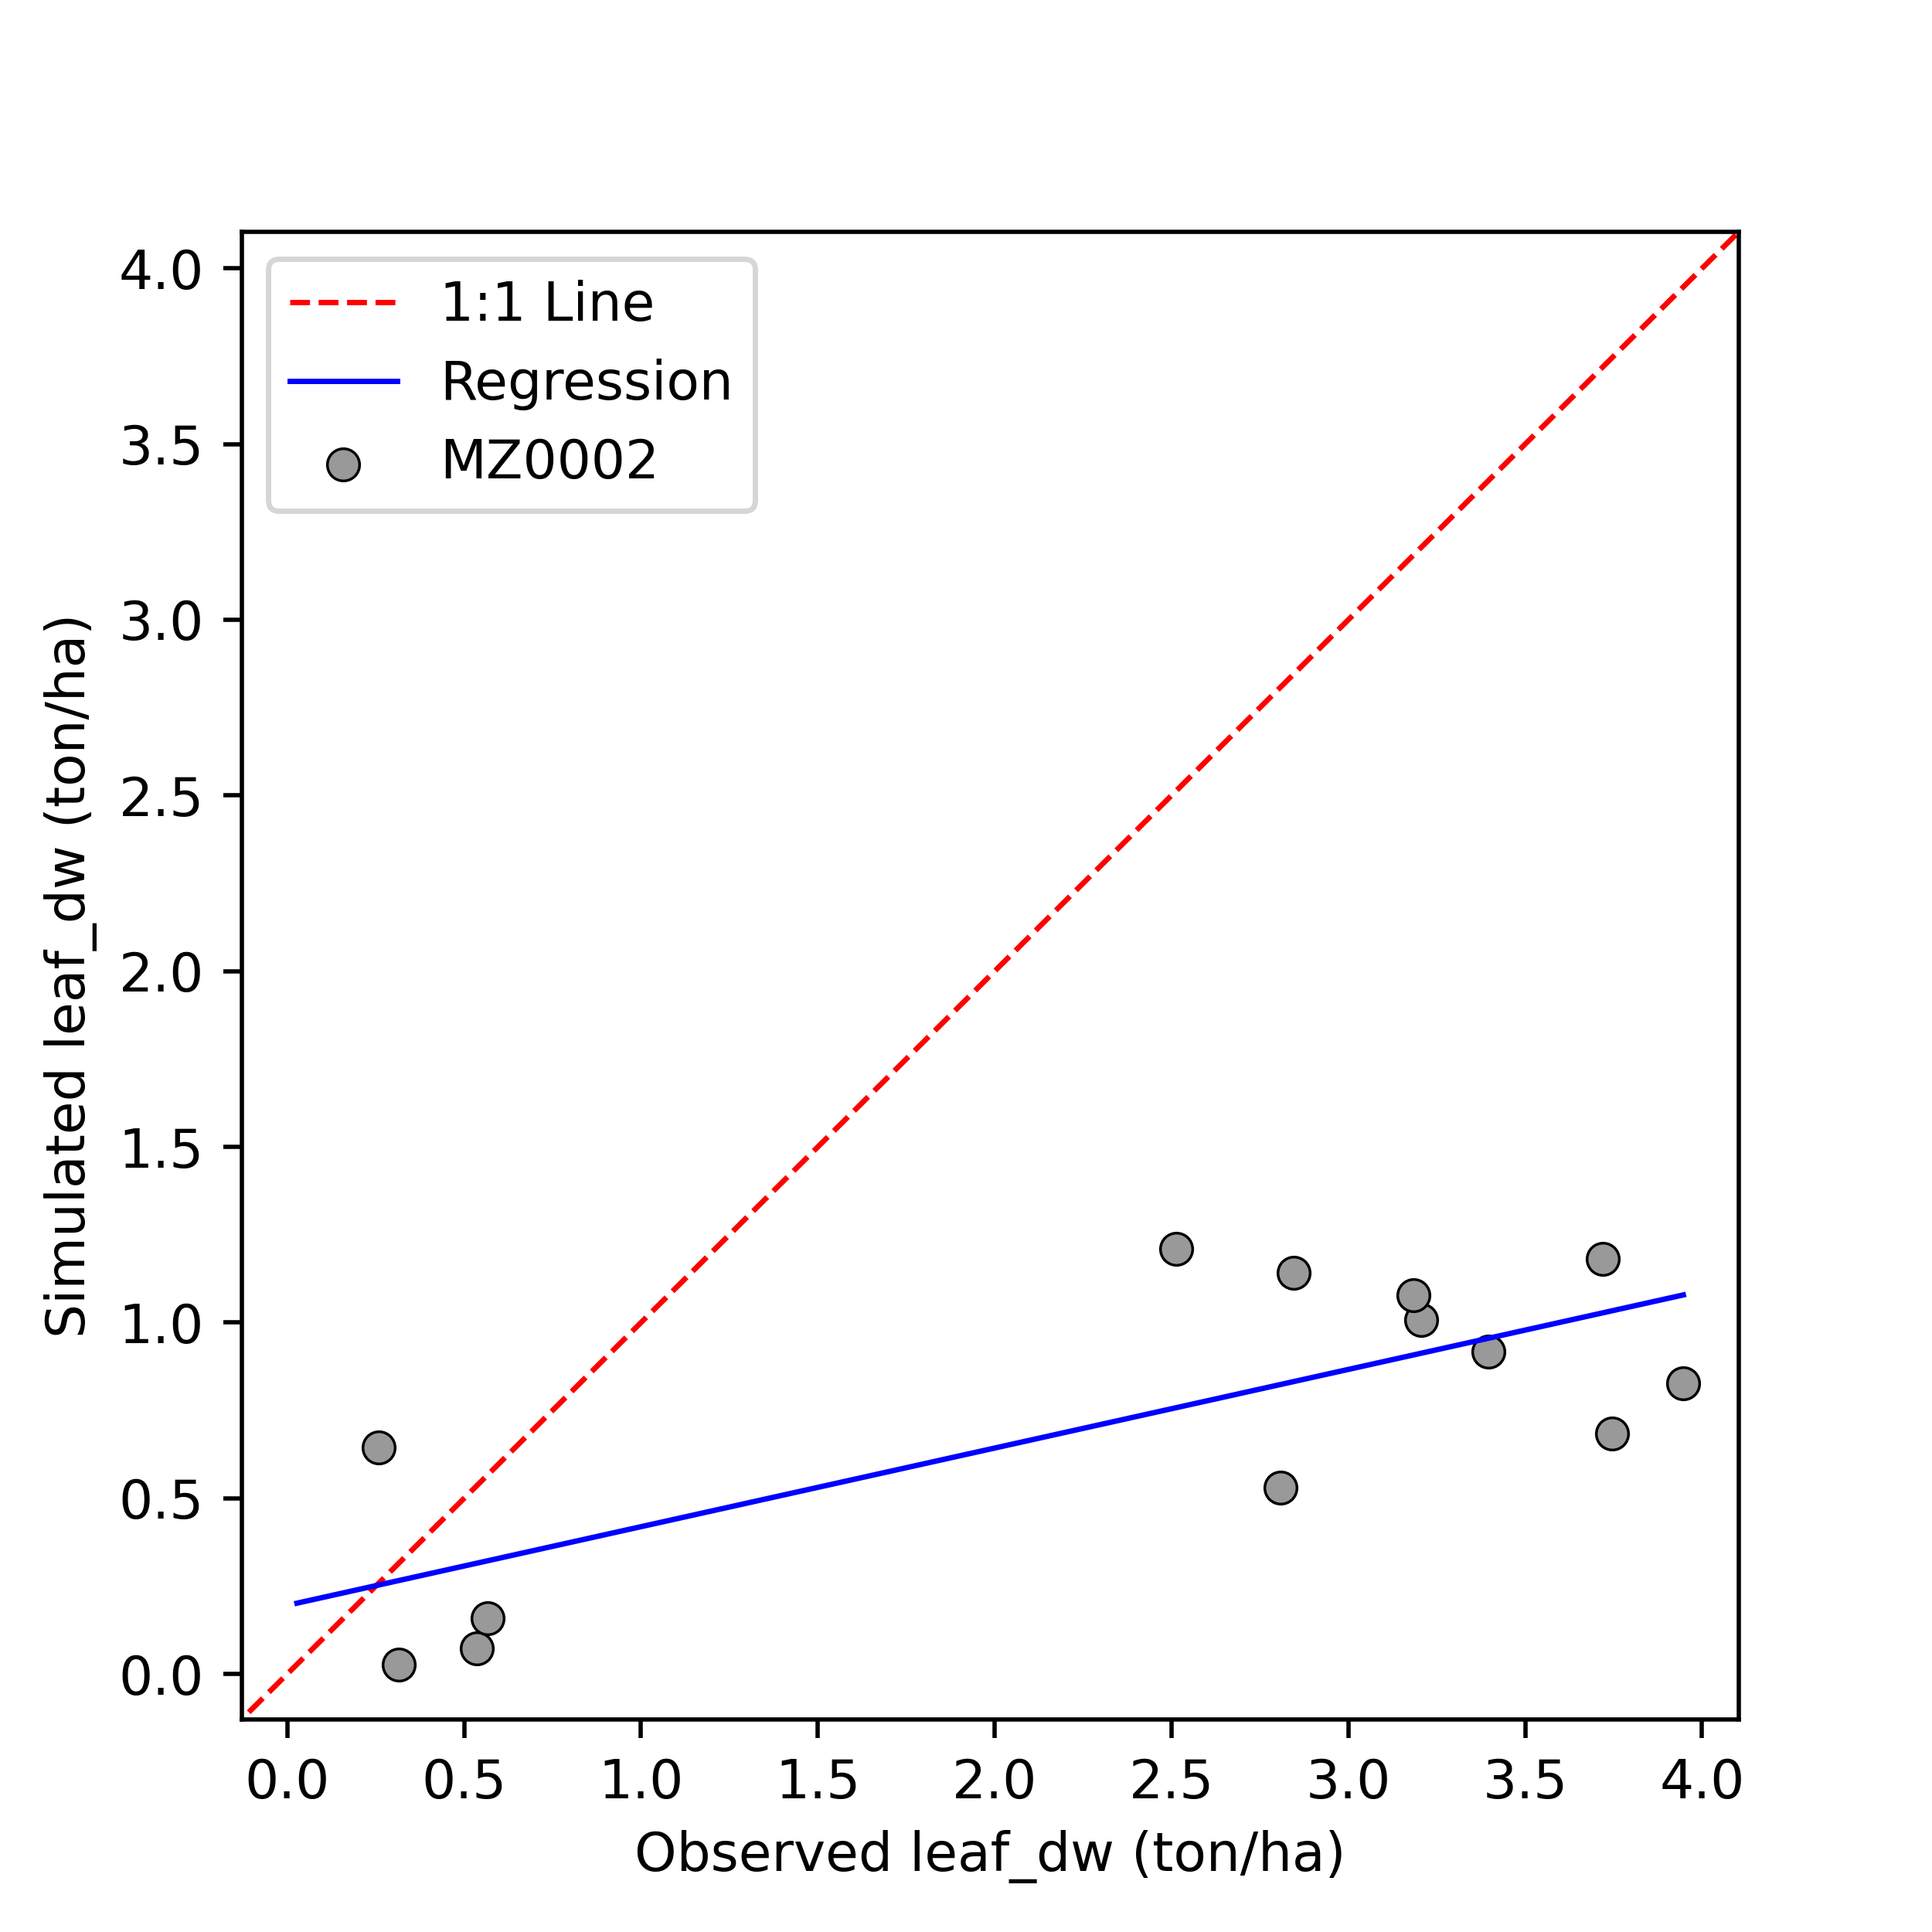 1:1 Line
Regression
MZ0002
4.0
3.5
3.0
2.5
2.0
1.5
1.0
0.5
0.0
Simulated leaf_dw (ton/ha)
0.0 0.5 1.0 1.5 2.0 2.5 3.0 3.5 4.0
Observed leaf_dw (ton/ha)